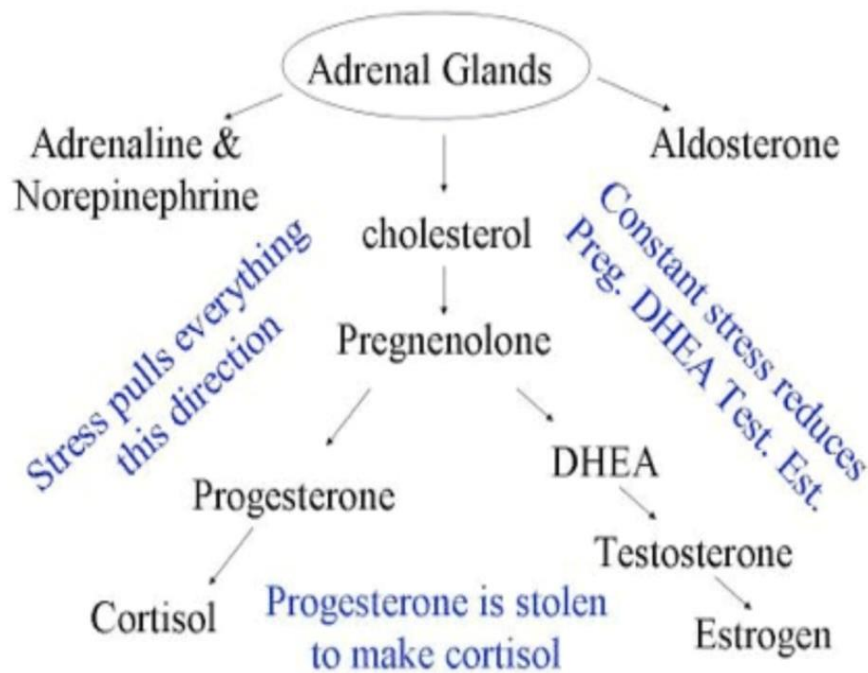 Adrenal Glands
Adrenaline &
Norepinephrine
Aldosterone
cholesterol
Pregnenolone
Stress pulls everything
this direction
Constant stress reduces
Preg. DHEA Test. Est.
Progesterone
DHEA
Testosterone
Cortisol
Estrogen
Progesterone is stolen
to make cortisol